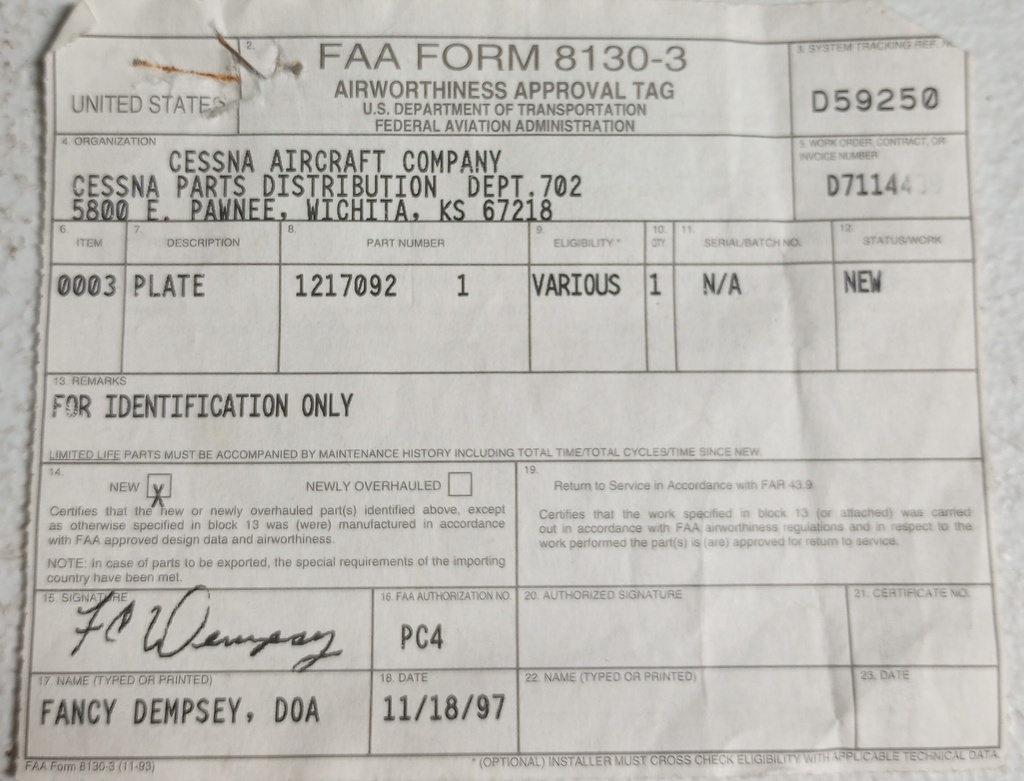 2.
FAA FORM 8130-3
AIRWORTHINESS APPROVAL TAG
U.S. DEPARTMENT OF TRANSPORTATION
FEDERAL AVIATION ADMINISTRATION
UNITED STATES
3. SYSTEM TRACKING REF. N
D59250
4. ORGANIZATION
CESSNA AIRCRAFT COMPANY
CESSNA PARTS DISTRIBUTION DEPT.702
5800 E. PAWNEE, WICHITA, KS 67218
5. WORK ORDER, CONTRACT, OR
INVOICE NUMBER
D71144
6. ITEM
7. DESCRIPTION
8. PART NUMBER
9. ELIGIBILITY *
10. QTY.
11. SERIAL/BATCH NO.
12. STATUS/WORK
0003 PLATE 1217092 1 VARIOUS 1 N/A NEW
13. REMARKS
FOR IDENTIFICATION ONLY
LIMITED LIFE PARTS MUST BE ACCOMPANIED BY MAINTENANCE HISTORY INCLUDING TOTAL TIME/TOTAL CYCLES/TIME SINCE NEW.
14.
NEW X NEWLY OVERHAULED
Certifies that the new or newly overhauled part(s) identified above, except
as otherwise specified in block 13 was (were) manufactured in accordance
with FAA approved design data and airworthiness.
NOTE: In case of parts to be exported, the special requirements of the importing
country have been met.
19.
Return to Service in Accordance with FAR 43.9
Certifies that the work specified in block 13 (or attached) was carried
out in accordance with FAA airworthiness regulations and in respect to the
work performed the part(s) is (are) approved for return to service.
15. SIGNATURE
FC Dempsey
16. FAA AUTHORIZATION NO.
PC4
20. AUTHORIZED SIGNATURE
21. CERTIFICATE NO.
17. NAME (TYPED OR PRINTED)
FANCY DEMPSEY, DOA
18. DATE
11/18/97
22. NAME (TYPED OR PRINTED)
23. DATE
FAA Form 8130-3 (11-93)
* (OPTIONAL) INSTALLER MUST CROSS CHECK ELIGIBILITY WITH APPLICABLE TECHNICAL DATA.